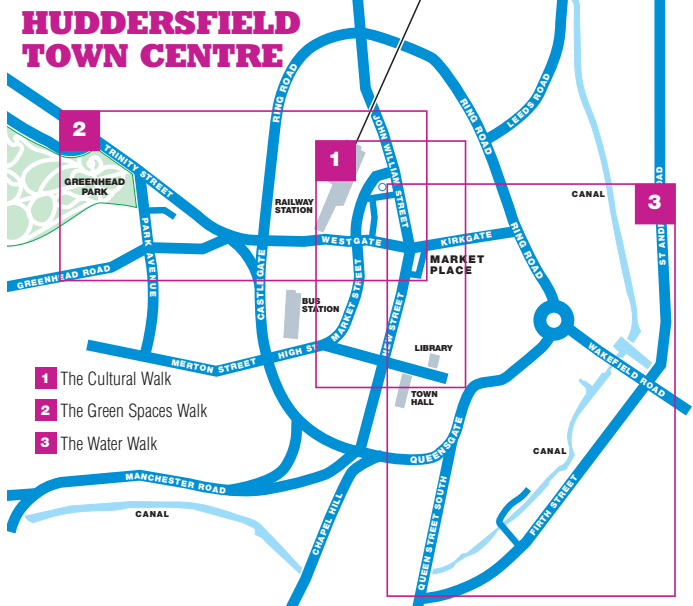 HUDDERSFIELD
TOWN CENTRE
RING ROAD
JOHN WILLIAM STREET
RING ROAD
LEEDS ROAD
2
1
3
TRINITY STREET
GREENHEAD
PARK
RAILWAY
STATION
CANAL
ROAD
ST AND
PARK AVENUE
WESTGATE
KIRKGATE
RING ROAD
MARKET
PLACE
GREENHEAD ROAD
CASTLEGATE
BUS
STATION
MARKET STREET
NEW STREET
LIBRARY
MERTON STREET
HIGH ST
TOWN
HALL
WAKEFIELD ROAD
1 The Cultural Walk
2 The Green Spaces Walk
3 The Water Walk
QUEENSGATE
CANAL
MANCHESTER ROAD
CANAL
CHAPEL HILL
QUEEN STREET SOUTH
FIRTH STREET